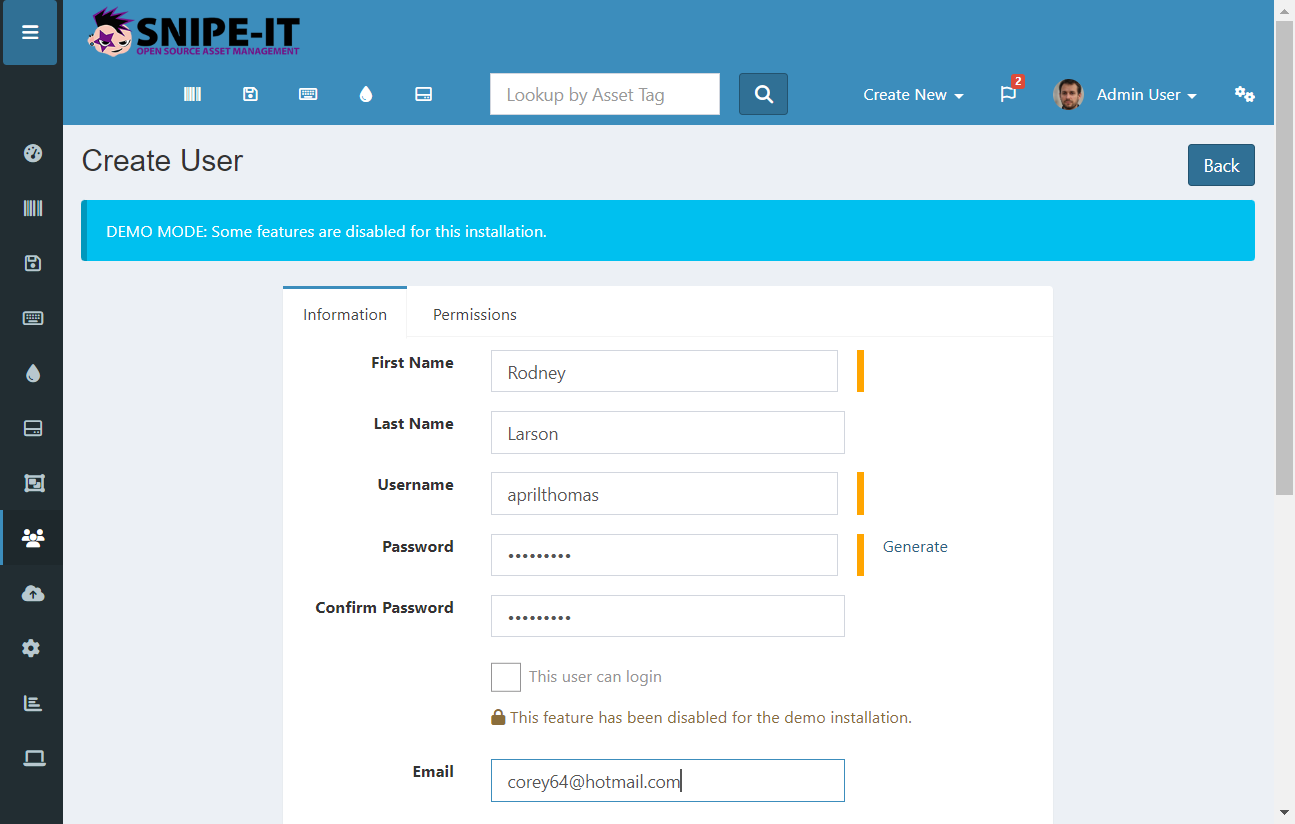 SNIPE-IT
OPEN SOURCE ASSET MANAGEMENT
Lookup by Asset Tag
Create New
2
Admin User
Create User
Back
DEMO MODE: Some features are disabled for this installation.
Information
Permissions
First Name
Rodney
Last Name
Larson
Username
aprilthomas
Password
•••••••••
Generate
Confirm Password
•••••••••
This user can login
This feature has been disabled for the demo installation.
Email
corey64@hotmail.com